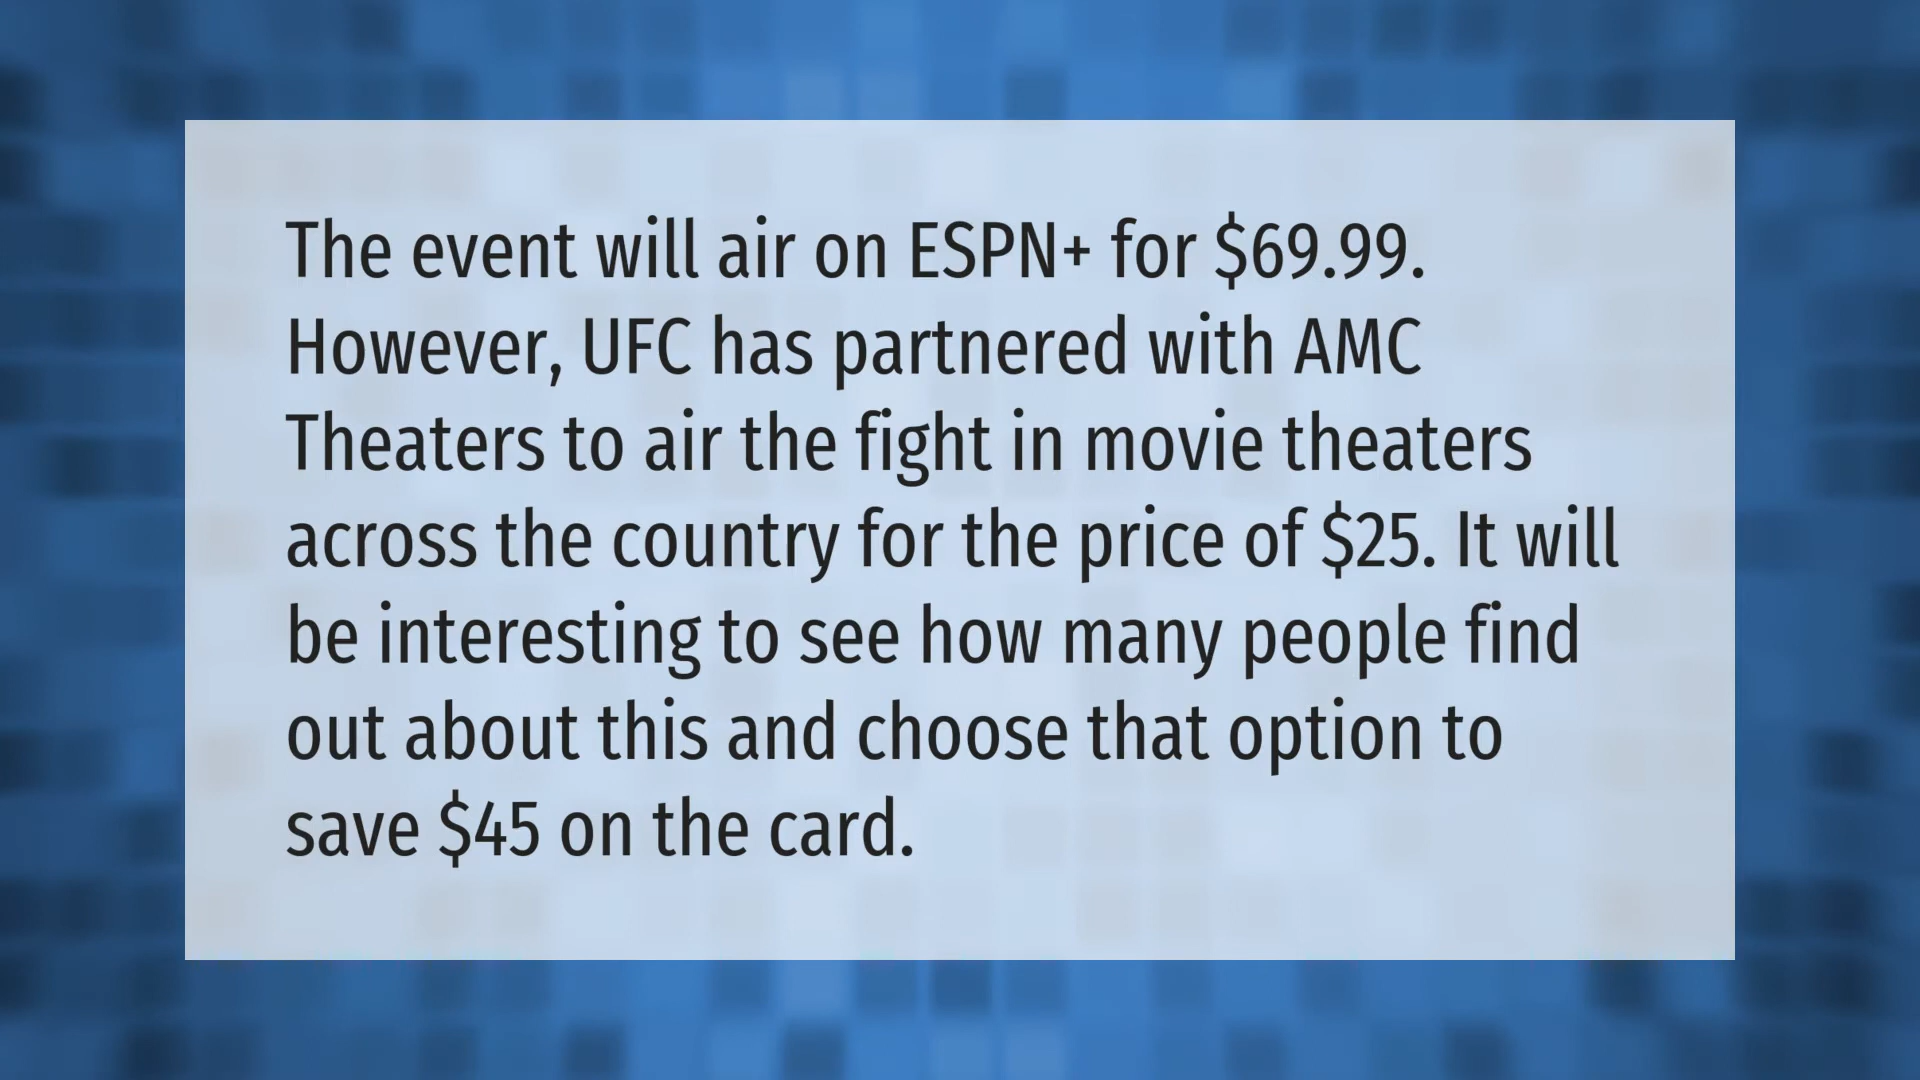 The event will air on ESPN+ for $69.99.
However, UFC has partnered with AMC
Theaters to air the fight in movie theaters
across the country for the price of $25. It will
be interesting to see how many people find
out about this and choose that option to
save $45 on the card.